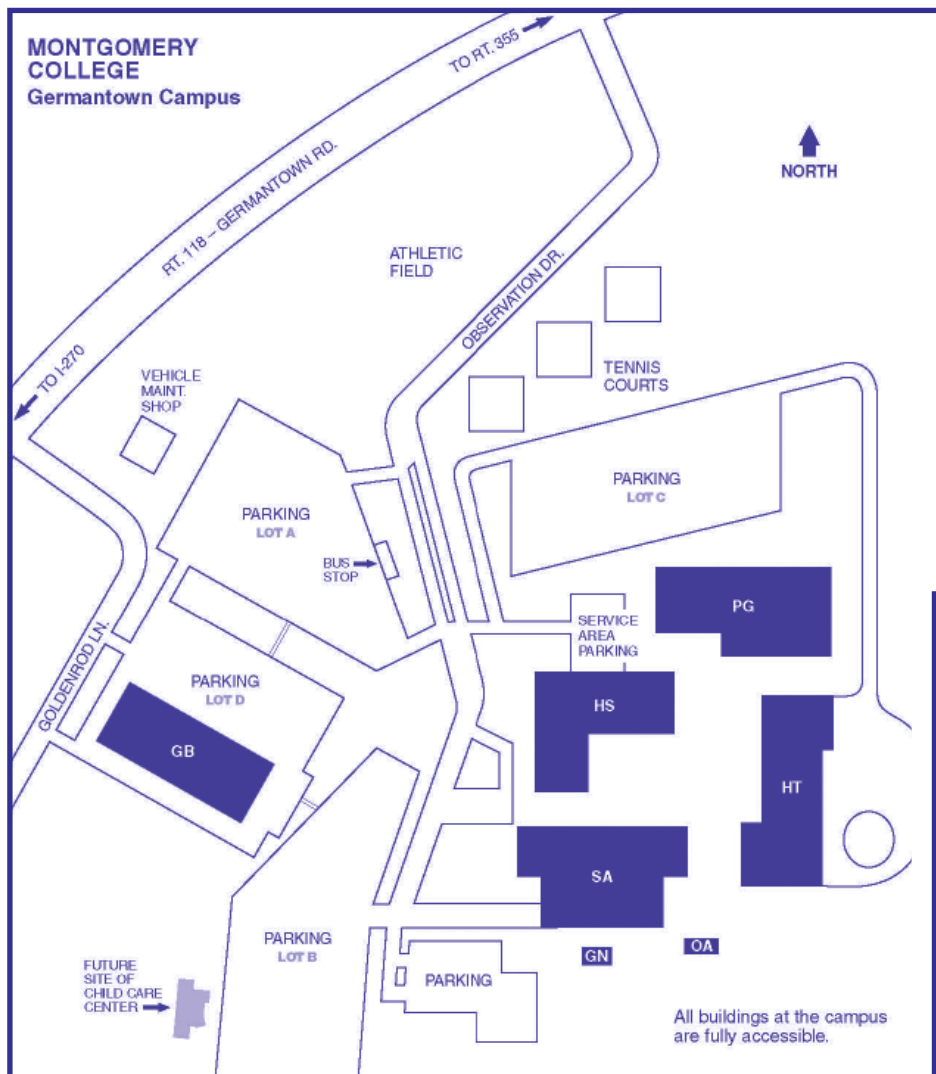 MONTGOMERY
COLLEGE
Germantown Campus
TO RT. 355
NORTH
RT. 118 – GERMANTOWN RD.
ATHLETIC
FIELD
OBSERVATION DR.
TO I-270
VEHICLE
MAINT.
SHOP
TENNIS
COURTS
PARKING
LOT C
PARKING
LOT A
BUS
STOP
PG
SERVICE
AREA
PARKING
GOLDENROD LN.
PARKING
LOT D
HS
GB
HT
SA
PARKING
LOT B
GN
OA
FUTURE
SITE OF
CHILD CARE
CENTER
PARKING
All buildings at the campus
are fully accessible.